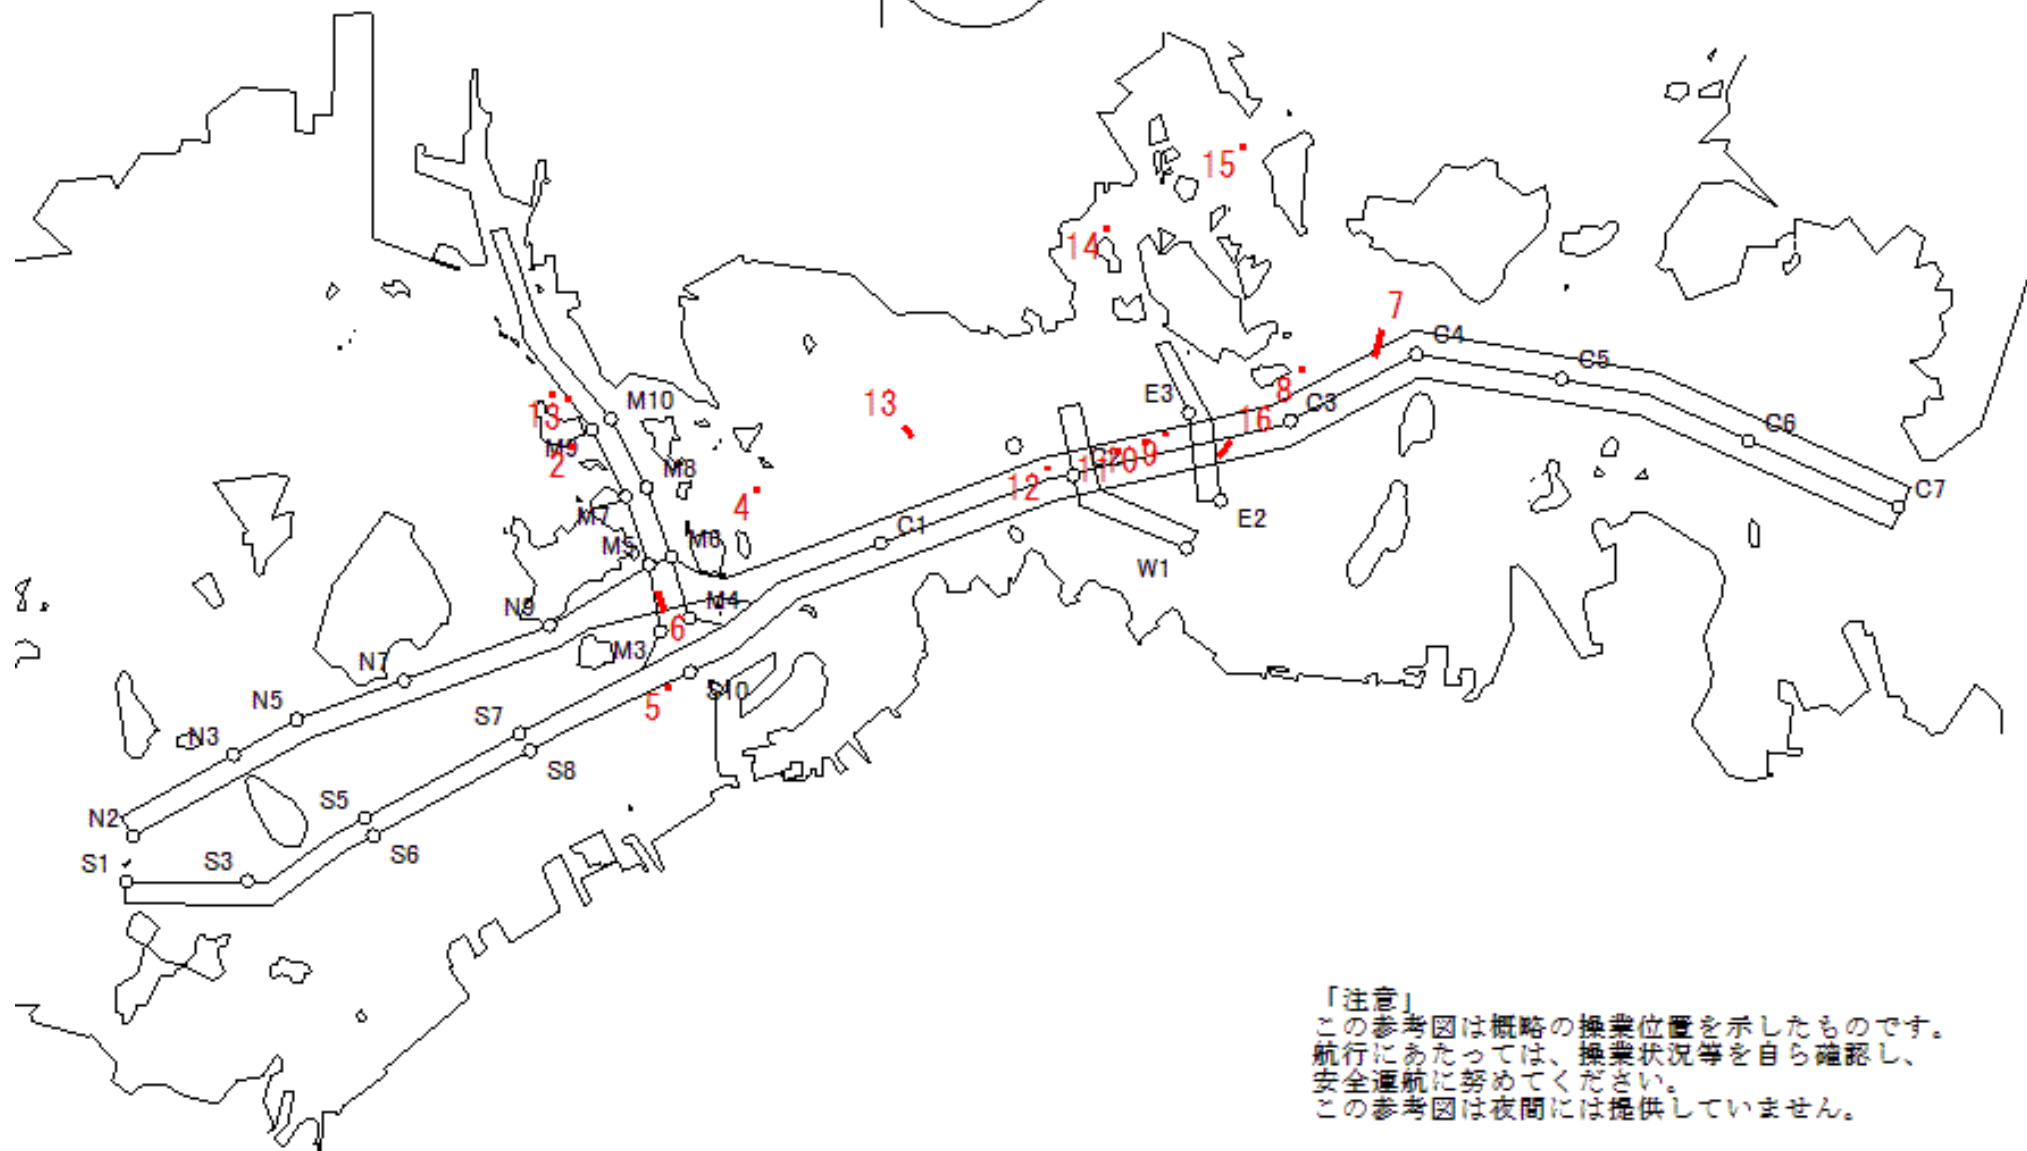 15
14
7
C4
C5
8
E3
C3
16
13
13
M10
C6
M9
2
M8
C2
9
10
11
12
4
C7
E2
M7
C1
M5
M6
W1
N9
M4
6
M3
N7
5
S10
N5
S7
N3
S8
S5
N2
S6
S3
S1
「注意」
この参考図は概略の操業位置を示したものです。
航行にあたっては、操業状況等を自ら確認し、
安全運航に努めてください。
この参考図は夜間には提供していません。